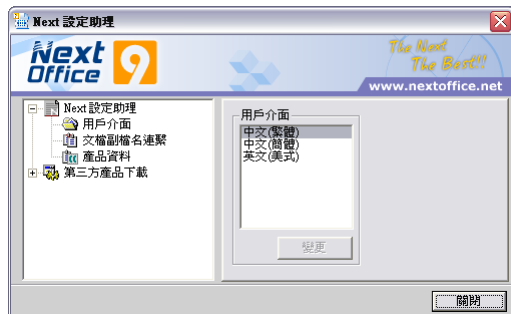 Next 設定助理
Next
Office 9
The Next
The Best!!!
www.nextoffice.net
Next 設定助理
用戶介面
交檔副檔名連繫
產品資料
第三方產品下載
用戶介面
中文(繁體)
中文(簡體)
英文(美式)
變更
關閉